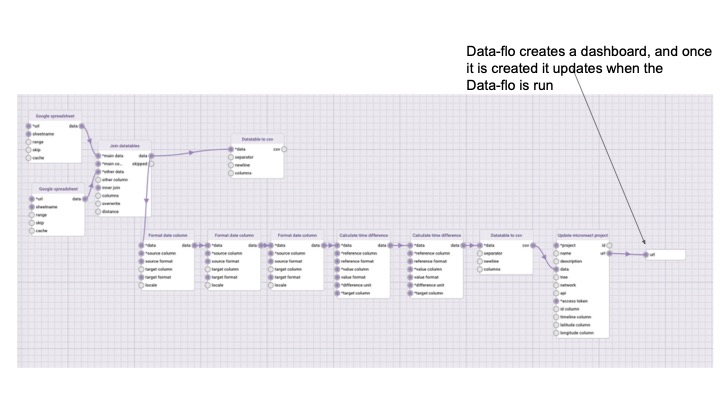 Data-flo creates a dashboard, and once
it is created it updates when the
Data-flo is run
Google spreadsheet
*url data
sheetname
range
skip
cache
Google spreadsheet
*url data
sheetname
range
skip
cache
Join datatables
*main data data
*main co... skipped
*other data
other column
inner join
columns
overwrite
distance
Datatable to csv
*data csv
separator
newline
columns
Format date column
*data data
*source column
source format
target column
target format
locale
Format date column
*data data
*source column
source format
target column
target format
locale
Format date column
*data data
*source column
source format
target column
target format
locale
Calculate time difference
*data data
*reference column
reference format
*value column
value format
*difference unit
*target column
Calculate time difference
*data data
*reference column
reference format
*value column
value format
*difference unit
*target column
Datatable to csv
*data csv
separator
newline
columns
Update microreact project
*project id
name url
description
data
tree
network
api
*access token
id column
timeline column
latitude column
longitude column
url